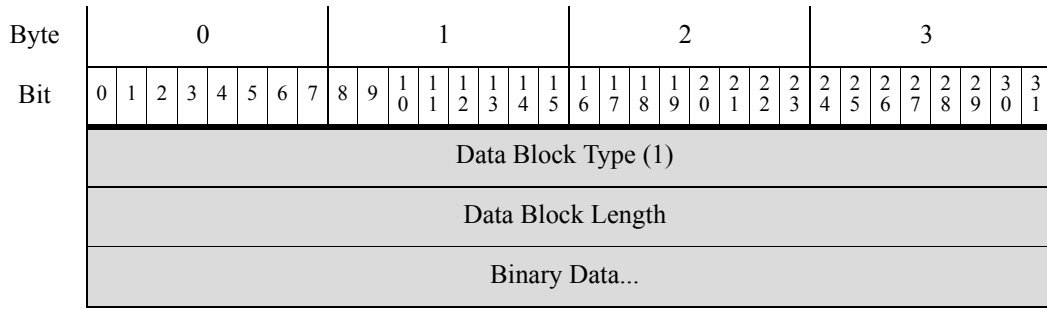 Byte 0 1 2 3
Bit 0 1 2 3 4 5 6 7 8 9 10 11 12 13 14 15 16 17 18 19 20 21 22 23 24 25 26 27 28 29 30 31
Data Block Type (1)
Data Block Length
Binary Data...